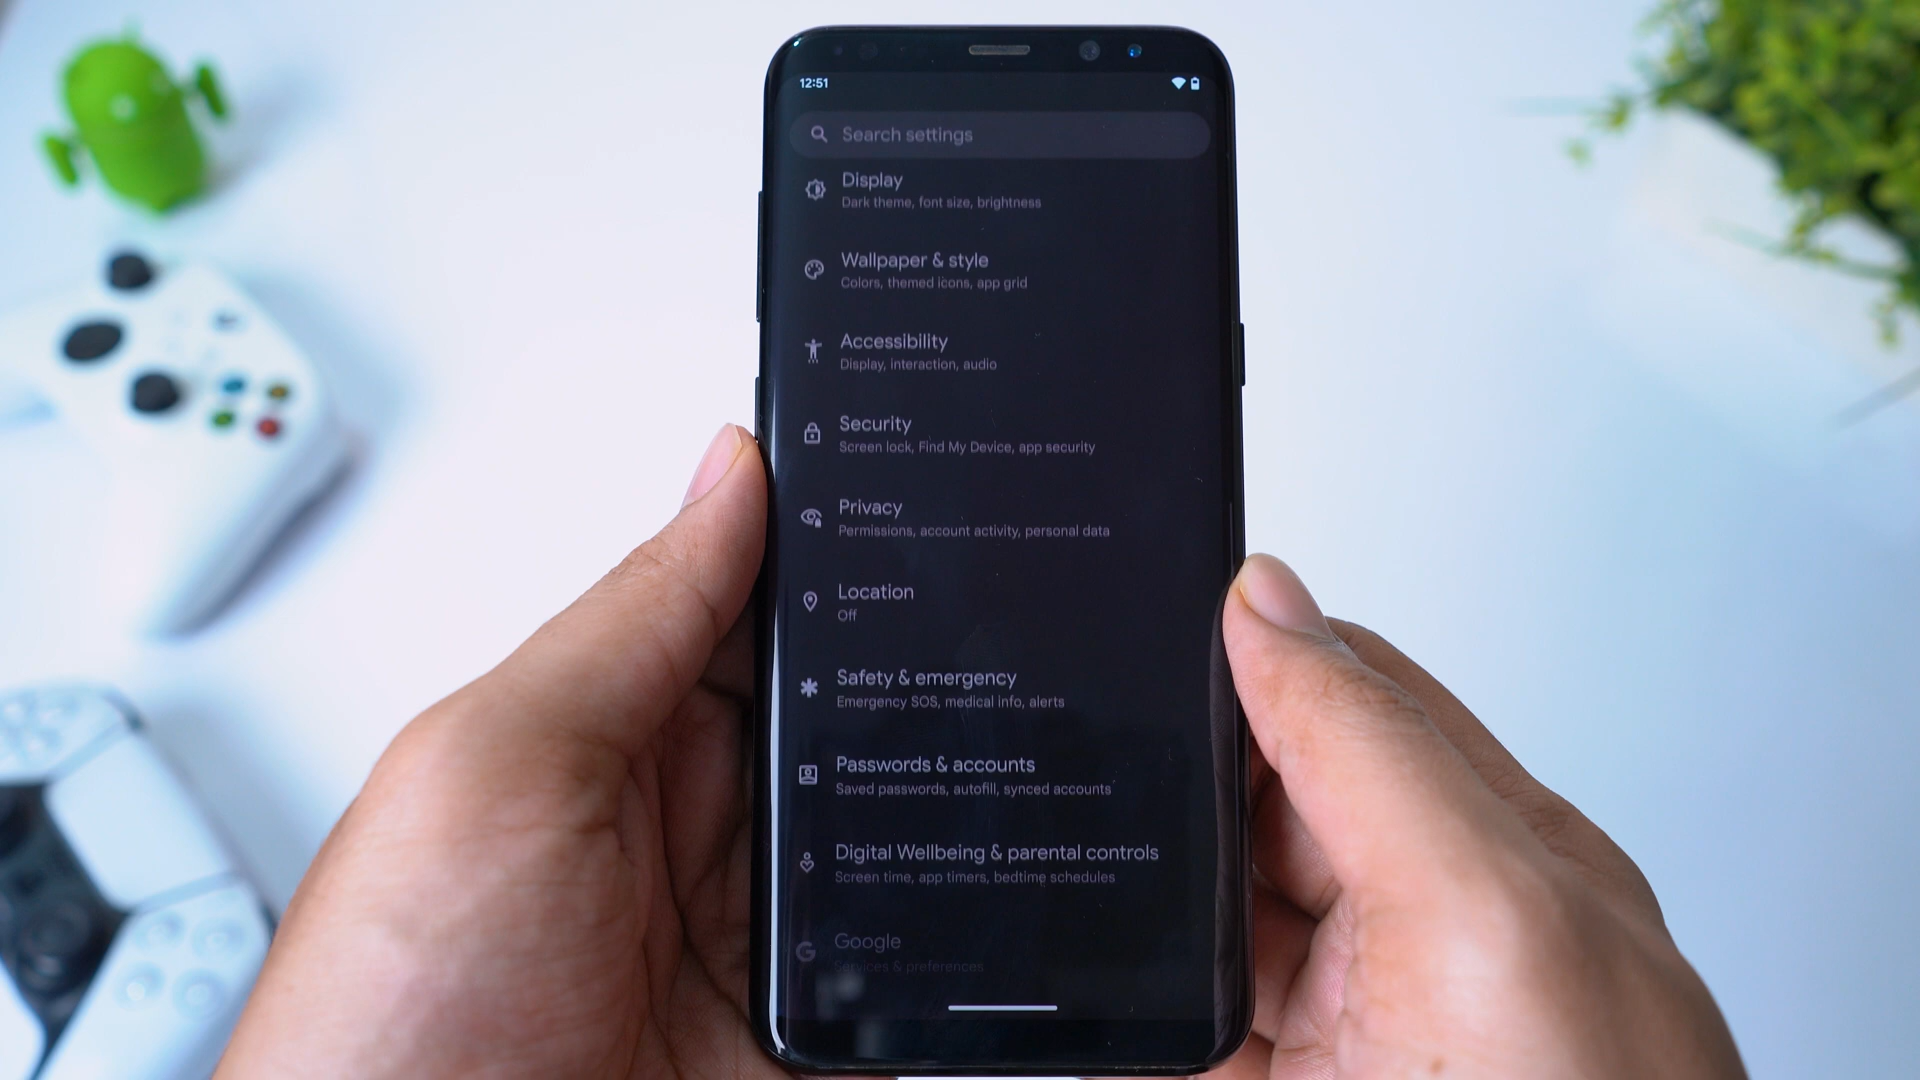 12:51
Search settings
Display
Dark theme, font size, brightness
Wallpaper & style
Colors, themed icons, app grid
Accessibility
Display, interaction, audio
Security
Screen lock, Find My Device, app security
Privacy
Permissions, account activity, personal data
Location
Off
Safety & emergency
Emergency SOS, medical info, alerts
Passwords & accounts
Saved passwords, autofill, synced accounts
Digital Wellbeing & parental controls
Screen time, app timers, bedtime schedules
Google
Services & preferences